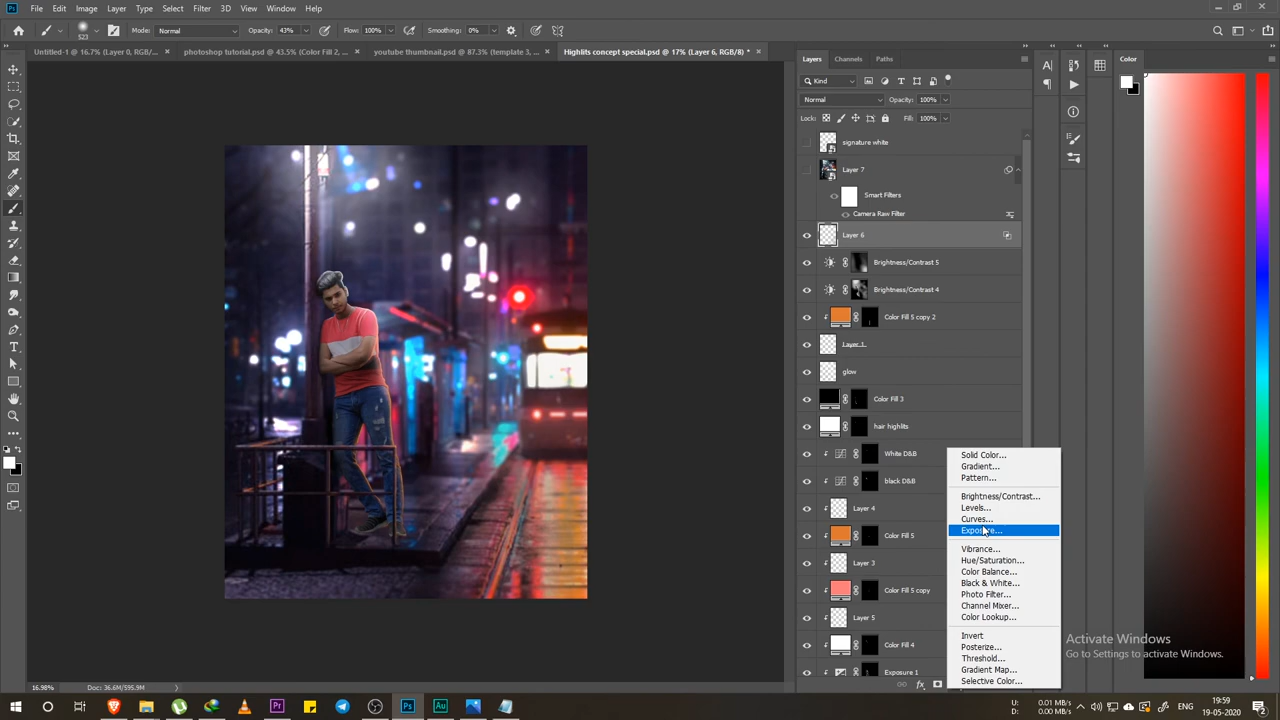 File Edit Image Layer Type Select Filter 3D View Window Help
Mode: Normal Opacity: 43% Flow: 100% Smoothing: 0%
523
Untitled-1 @ 16.7% (Layer 0, RGB/... × photoshop tutorial.psd @ 43.5% (Color Fill 2, ... × youtube thumbnail.psd @ 87.3% (template 3, ... × Highlits concept special.psd @ 17% (Layer 6, RGB/8) * ×
Layers Channels Paths
Color
Kind
Normal Opacity: 100%
Lock: Fill: 100%
signature white
Layer 7
Smart Filters
Camera Raw Filter
Layer 6
Brightness/Contrast 5
Brightness/Contrast 4
Color Fill 5 copy 2
Layer 1
glow
Color Fill 3
hair highlits
White D&B
black D&B
Layer 4
Color Fill 5
Layer 3
Color Fill 5 copy
Layer 5
Color Fill 4
Exposure 1
Solid Color...
Gradient...
Pattern...
Brightness/Contrast...
Levels...
Curves...
Exposure...
Vibrance...
Hue/Saturation...
Color Balance...
Black & White...
Photo Filter...
Channel Mixer...
Color Lookup...
Invert
Posterize...
Threshold...
Gradient Map...
Selective Color...
Activate Windows
Go to Settings to activate Windows.
16.98% Doc: 36.6M/595.9M
U: 0.01 MB/s
D: 0.00 MB/s
19:59
19-05-2020